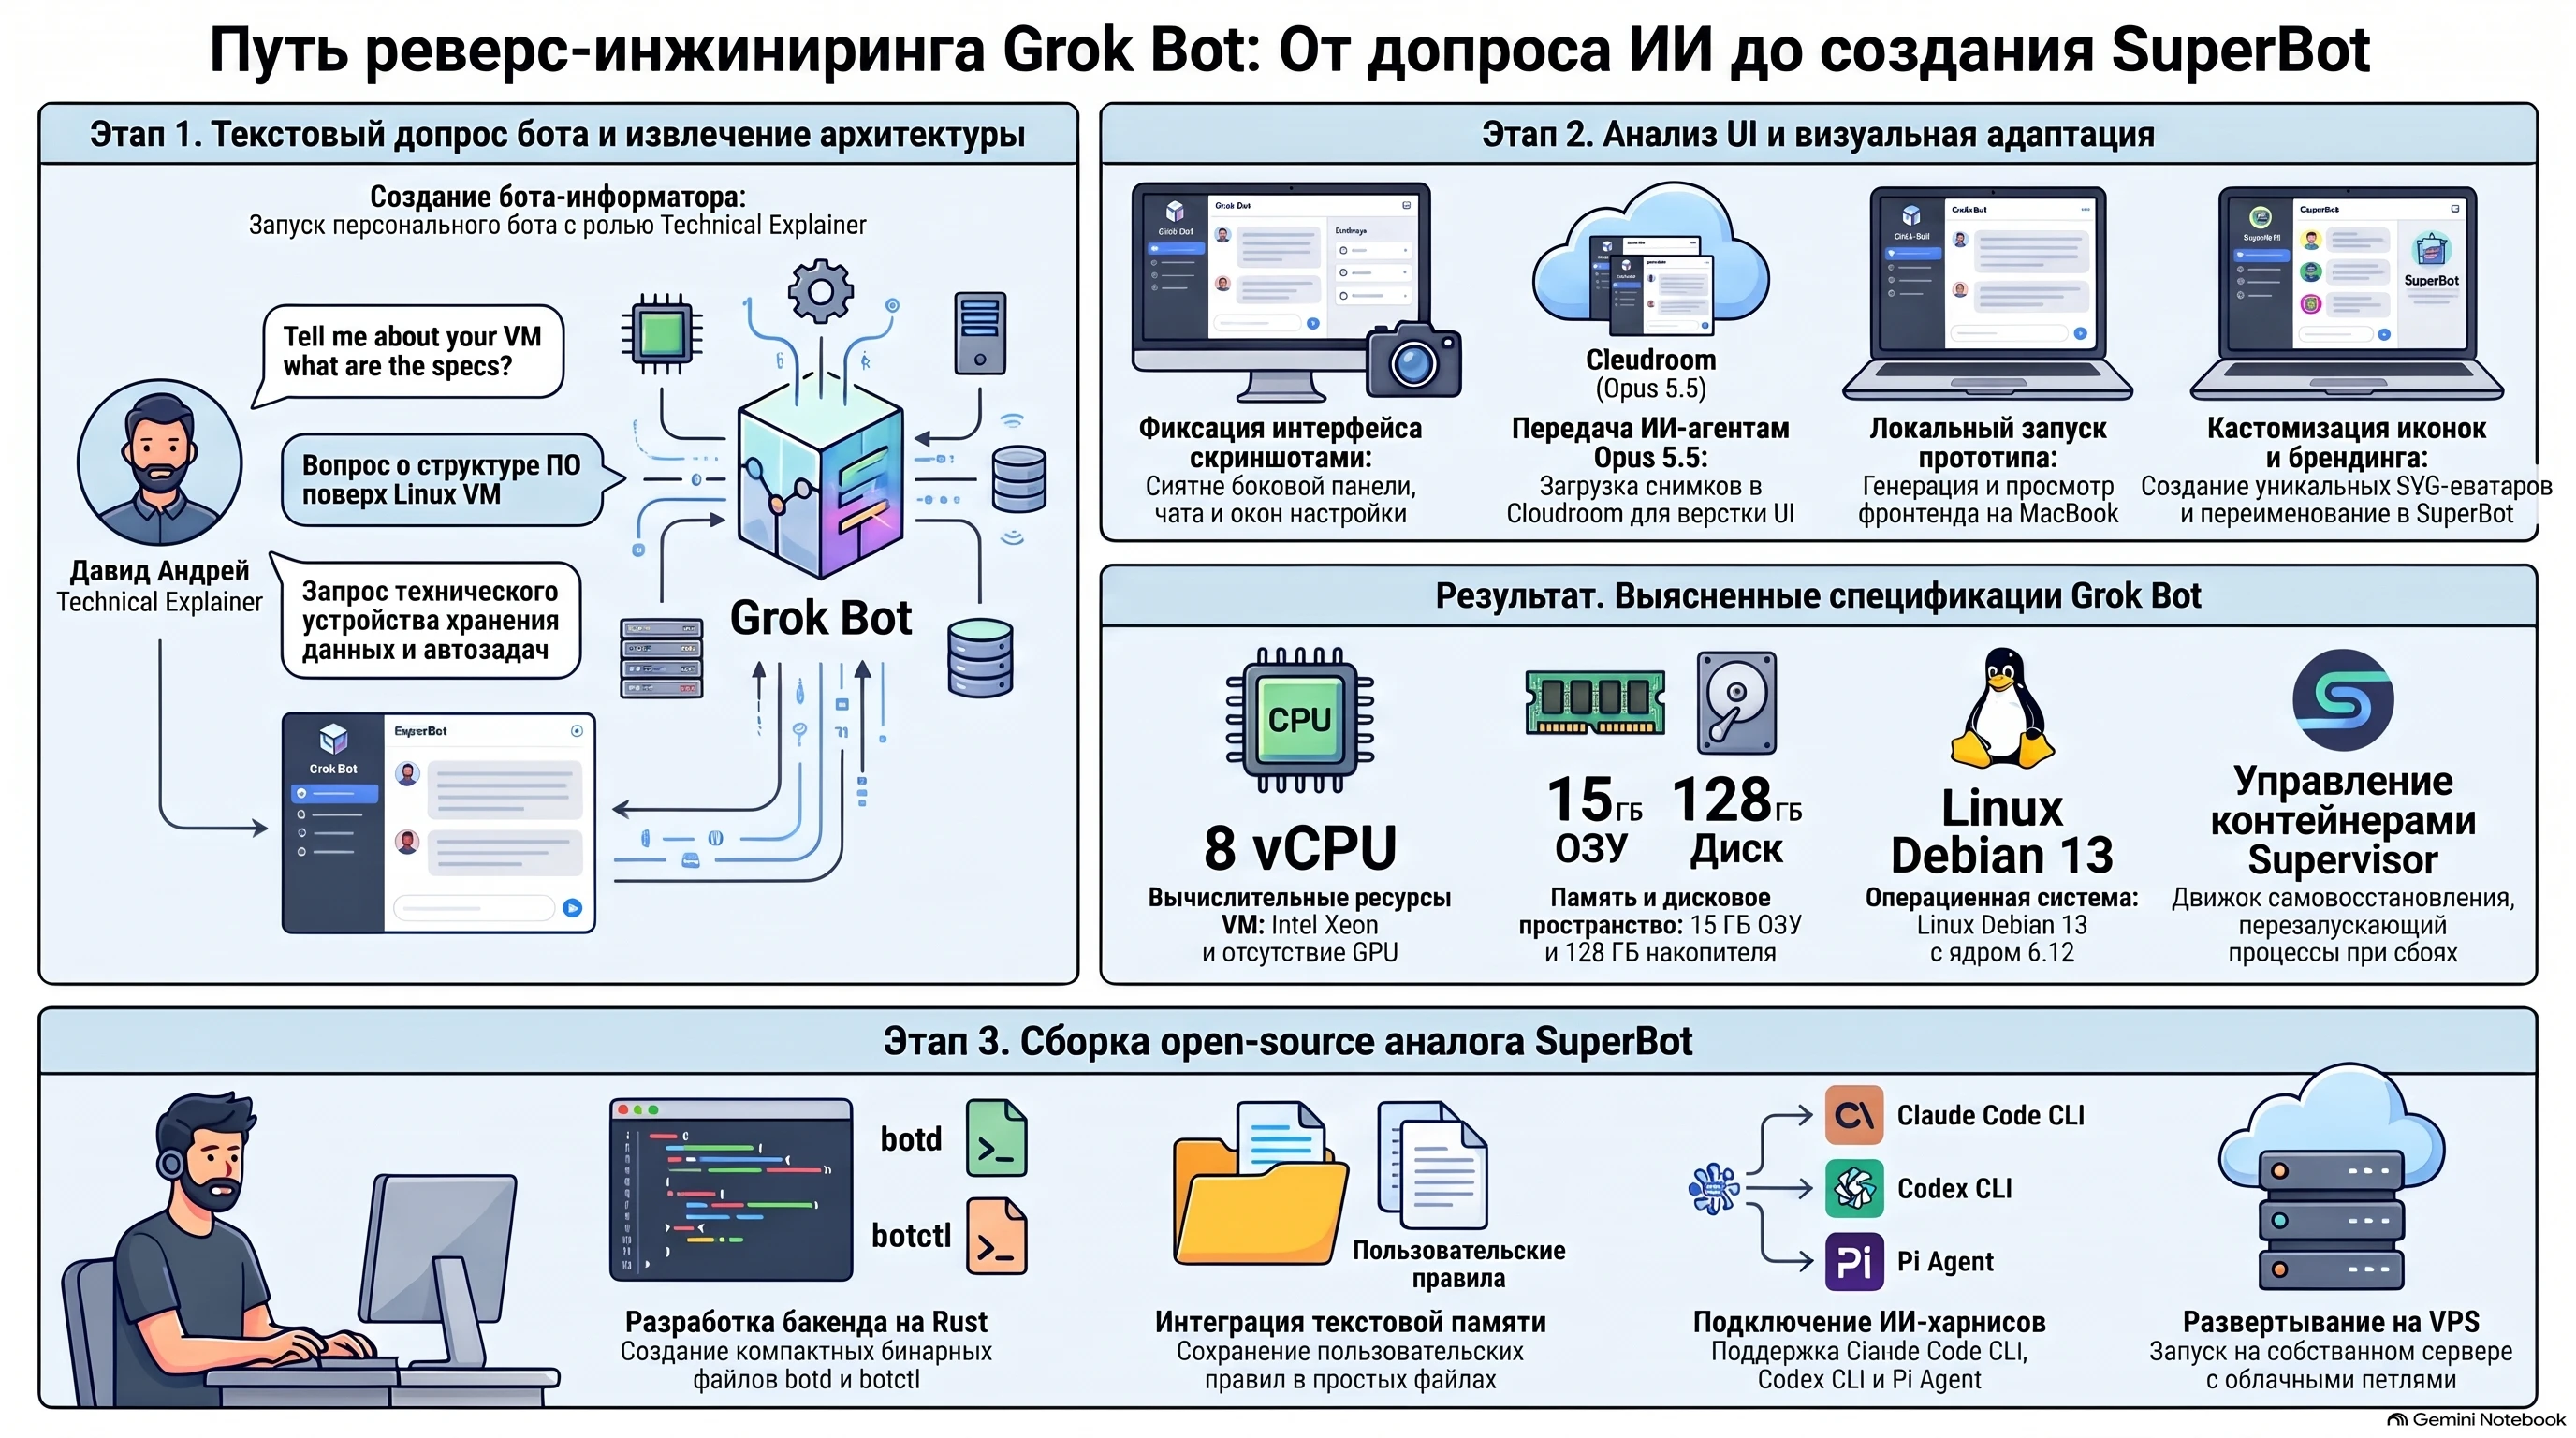 Путь реверс-инжиниринга Grok Bot: От допроса ИИ до создания SuperBot
Этап 1. Текстовый допрос бота и извлечение архитектуры
Создание бота-информатора:
Запуск персонального бота с ролью Technical Explainer
Tell me about your VM
what are the specs?
Вопрос о структуре ПО
поверх Linux VM
Давид Андрей
Technical Explainer
Запрос технического
устройства хранения
данных и автозадач
Grok Bot
Crok Bot
Этап 2. Анализ UI и визуальная адаптация
SuperBot
Cleudroom
(Opus 5.5)
Фиксация интерфейса
скриншотами:
Сиятне боковой панели,
чата и окон настройки
Передача ИИ-агентам
Opus 5.5:
Загрузка снимков в
Cloudroom для верстки UI
Локальный запуск
прототипа:
Генерация и просмотр
фронтенда на MacBook
Кастомизация иконок
и брендинга:
Создание уникальных SVG-еватаров
и переименование в SuperBot
Результат. Выясненные спецификации Grok Bot
CPU
8 vCPU
Вычислительные ресурсы
VM: Intel Xeon
и отсутствие GPU
15 ГБ
ОЗУ
128 ГБ
Диск
Память и дисковое
пространство: 15 ГБ ОЗУ
и 128 ГБ накопителя
Linux
Debian 13
Операциенная система:
Linux Debian 13
с ядром 6.12
Управление
контейнерами
Supervisor
Движок самовосстановления,
перезалускающий
процессы при сбоях
Этап 3. Сборка open-source аналога SuperBot
botd
botctl
Разработка бакенда на Rust
Создание компактных бинарных
файлов botd и botctl
Пользовательские
правила
Интеграция текстовой памяти
Сохранение пользовательских
правил в простых файлах
Claude Code CLI
Codex CLI
Pi
Pi Agent
Подключение ИИ-харнисов
Поддержка Ciaıde Code CLI,
Codex CLI и Pi Agent
Развертывание на VPS
Запуск на собстванном сервере
с облачными петлями
Gemini Notebook